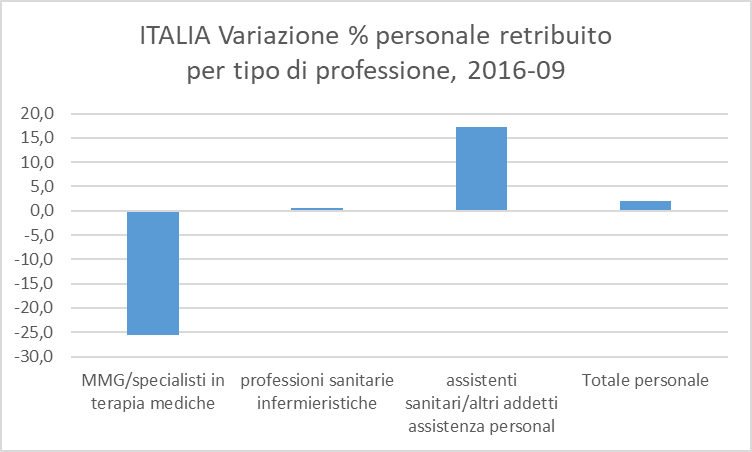 ITALIA Variazione % personale retribuito
per tipo di professione, 2016-09
20,0
15,0
10,0
5,0
0,0
-5,0
-10,0
-15,0
-20,0
-25,0
-30,0
MMG/specialisti in
terapia mediche
professioni sanitarie
infermieristiche
assistenti
sanitari/altri addetti
assistenza personal
Totale personale